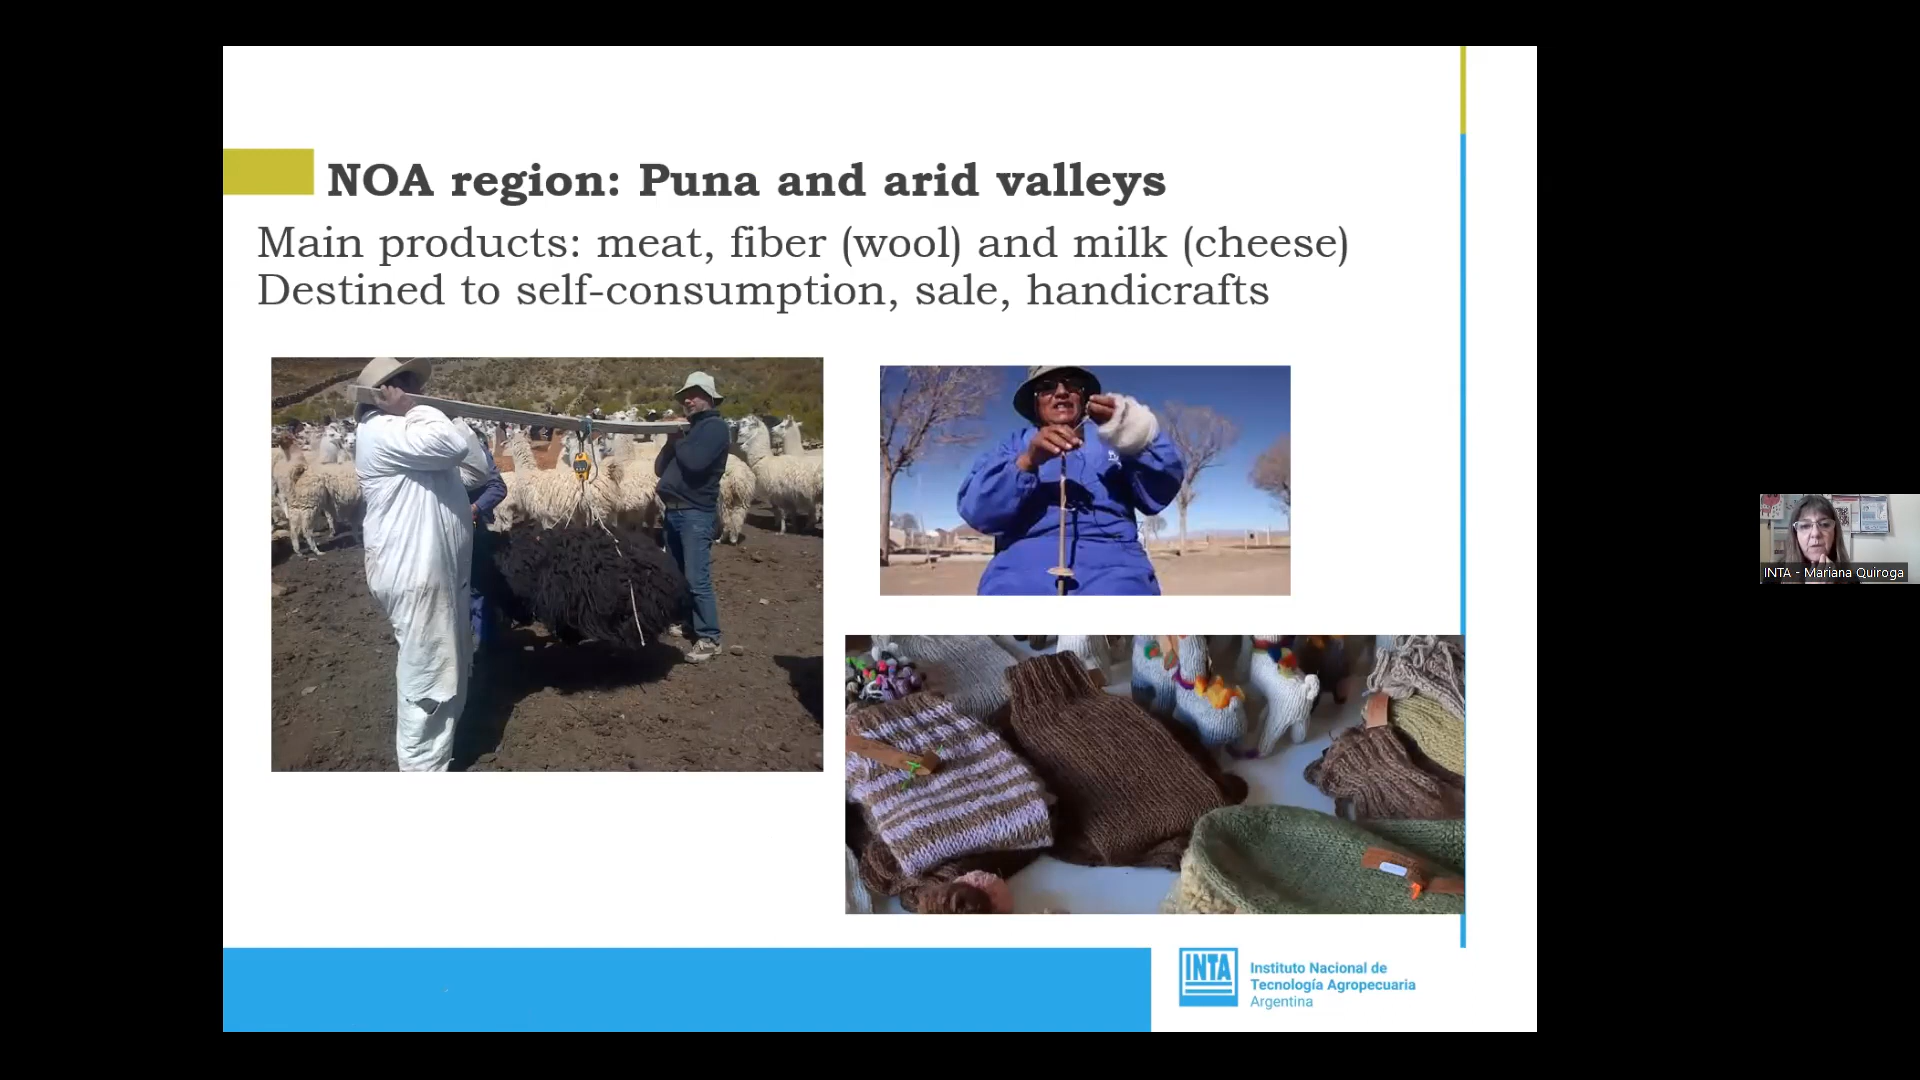 NOA region: Puna and arid valleys
Main products: meat, fiber (wool) and milk (cheese)
Destined to self-consumption, sale, handicrafts
INTA - Mariana Quiroga
INTA
Instituto Nacional de
Tecnología Agropecuaria
Argentina